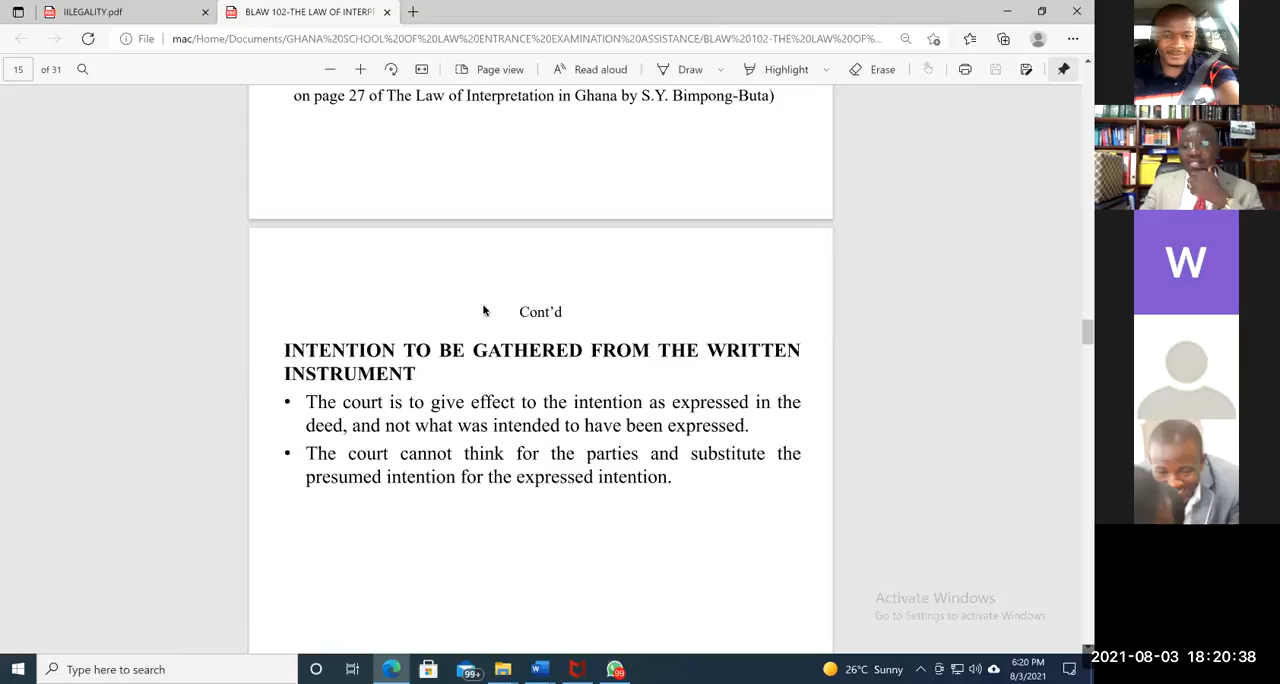 IILEGALITY.pdf
BLAW 102-THE LAW OF INTERP
File
mac/Home/Documents/GHANA%20SCHOOL%20OF%20LAW%20ENTRANCE%20EXAMINATION%20ASSISTANCE/BLAW%20102-THE%20LAW%20OF%...
15 of 31
Page view
Read aloud
Draw
Highlight
Erase
on page 27 of The Law of Interpretation in Ghana by S.Y. Bimpong-Buta)
Cont'd
INTENTION TO BE GATHERED FROM THE WRITTEN
INSTRUMENT
• The court is to give effect to the intention as expressed in the
deed, and not what was intended to have been expressed.
• The court cannot think for the parties and substitute the
presumed intention for the expressed intention.
W
Activate Windows
Go to Settings to activate Windows
Type here to search
99+
99
26°C Sunny
6:20 PM
8/3/2021
2021-08-03 18:20:38